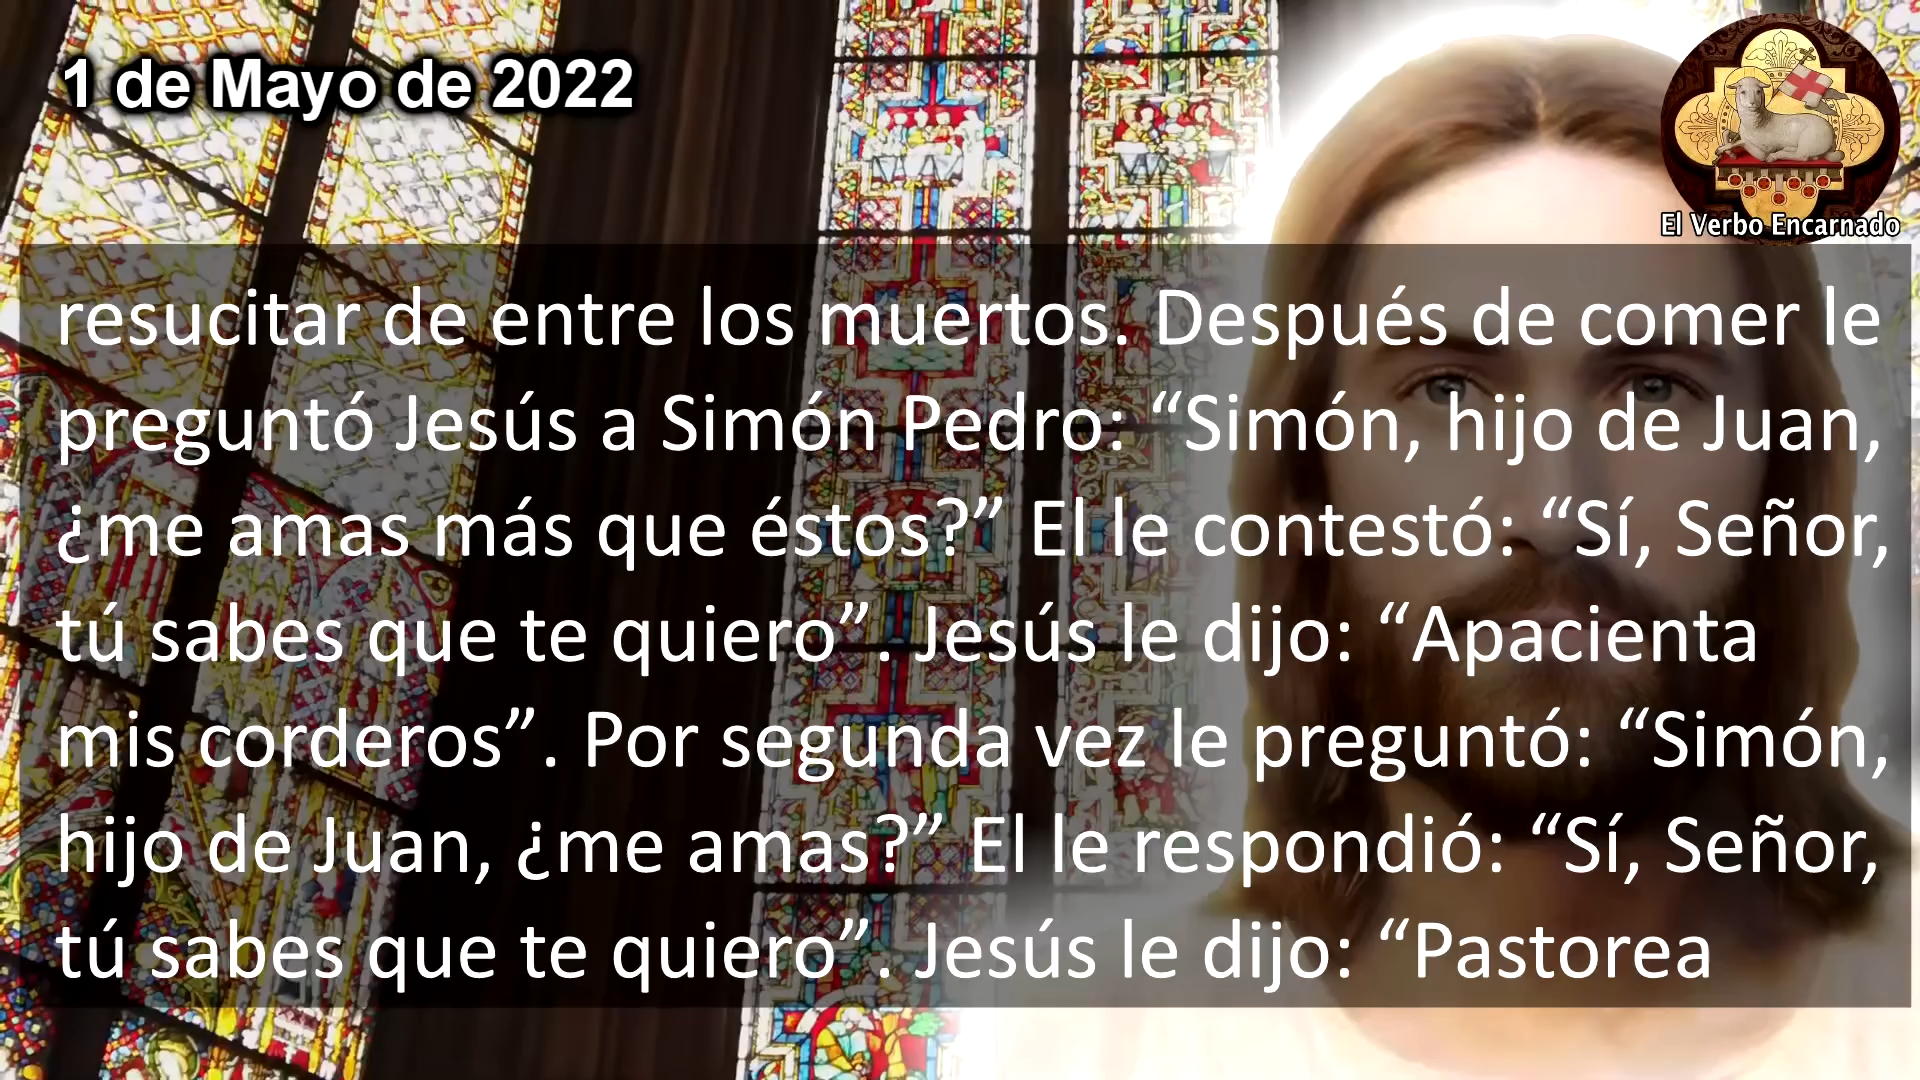 1 de Mayo de 2022
El Verbo Encarnado
resucitar de entre los muertos. Después de comer le
preguntó Jesús a Simón Pedro: “Simón, hijo de Juan,
¿me amas más que éstos?” El le contestó: “Sí, Señor,
tú sabes que te quiero”. Jesús le dijo: “Apacienta
mis corderos”. Por segunda vez le preguntó: “Simón,
hijo de Juan, ¿me amas?” El le respondió: “Sí, Señor,
tú sabes que te quiero”. Jesús le dijo: “Pastorea